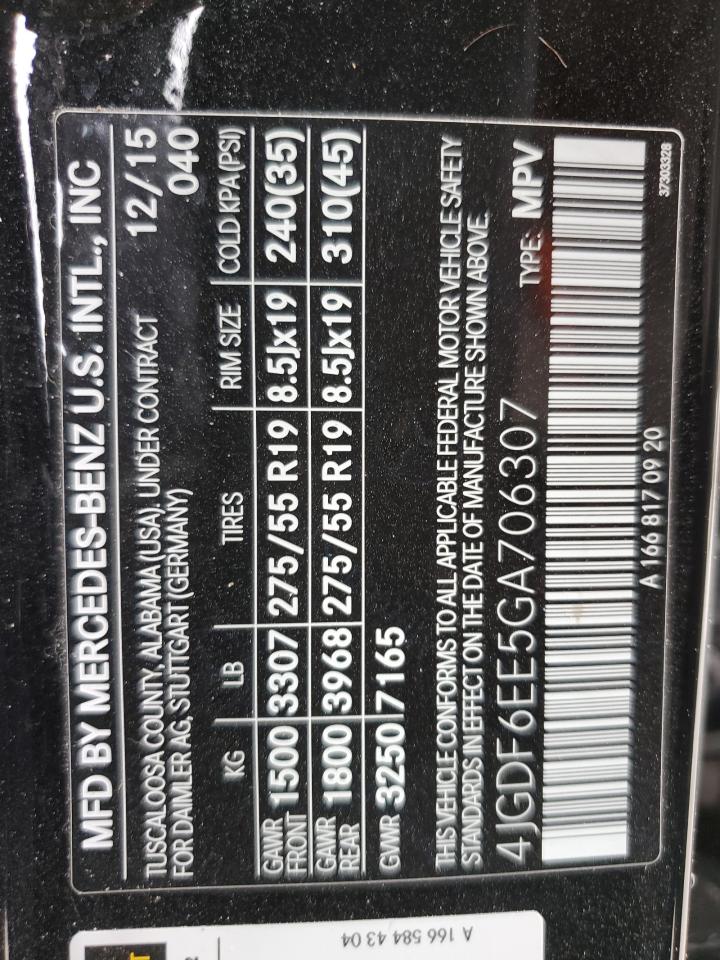 MFD BY MERCEDES-BENZ U.S. INTL., INC
TUSCALOOSA COUNTY, ALABAMA (USA), UNDER CONTRACT 12/15
FOR DAIMLER AG, STUTTGART (GERMANY) 040
KG LB TIRES RIM SIZE COLD KPA (PSI)
GAWR FRONT 1500 3307 275/55 R19 8.5Jx19 240(35)
GAWR REAR 1800 3968 275/55 R19 8.5Jx19 310(45)
GVWR 3250 7165
THIS VEHICLE CONFORMS TO ALL APPLICABLE FEDERAL MOTOR VEHICLE SAFETY
STANDARDS IN EFFECT ON THE DATE OF MANUFACTURE SHOWN ABOVE.
4JGDF6EE5GA706307 TYPE: MPV
A 166 817 09 20
37303328
A 166 584 43 04